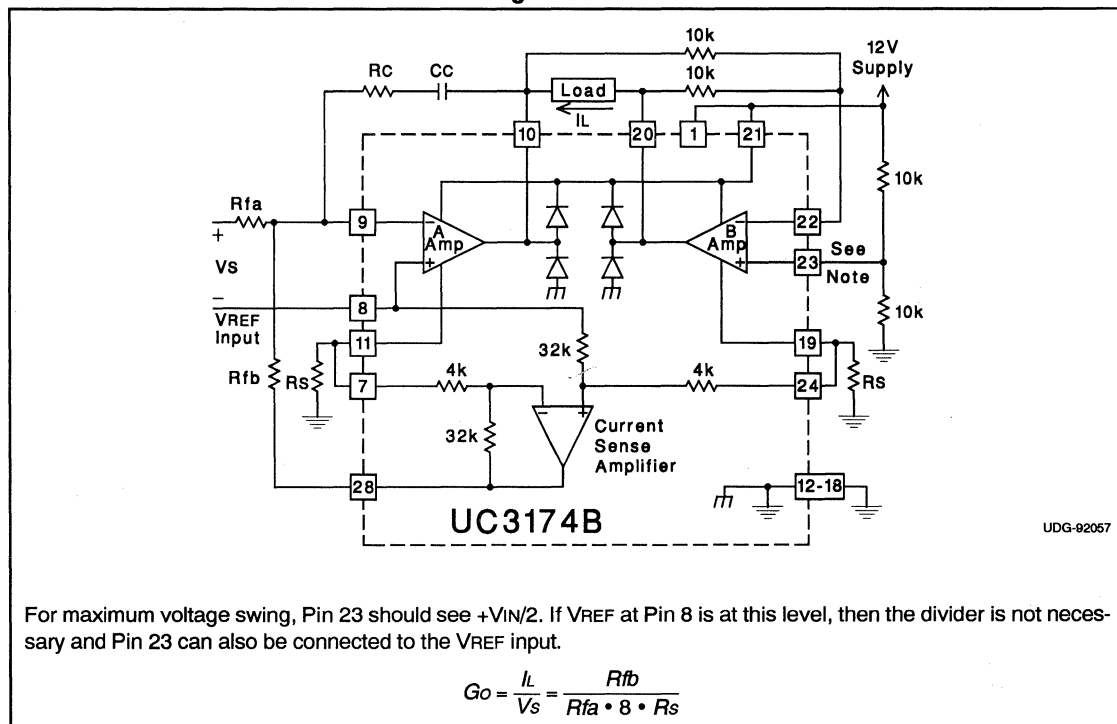 10k
12V
Supply
10k
Rc Cc
Load
IL
10 20 1 21
10k
Rfa
9
−
A
Amp
+
−
B
Amp
+
22
23
See
Note
+
Vs
−
VREF
Input
8
11
10k
19
32k
Rfb
Rs
7
4k
4k
24
Rs
−
+
32k
Current
Sense
Amplifier
28
12-18
UC3174B
UDG-92057
For maximum voltage swing, Pin 23 should see +VIN/2. If VREF at Pin 8 is at this level, then the divider is not neces-
sary and Pin 23 can also be connected to the VREF input.
Go = IL / Vs = Rfb / Rfa • 8 • Rs